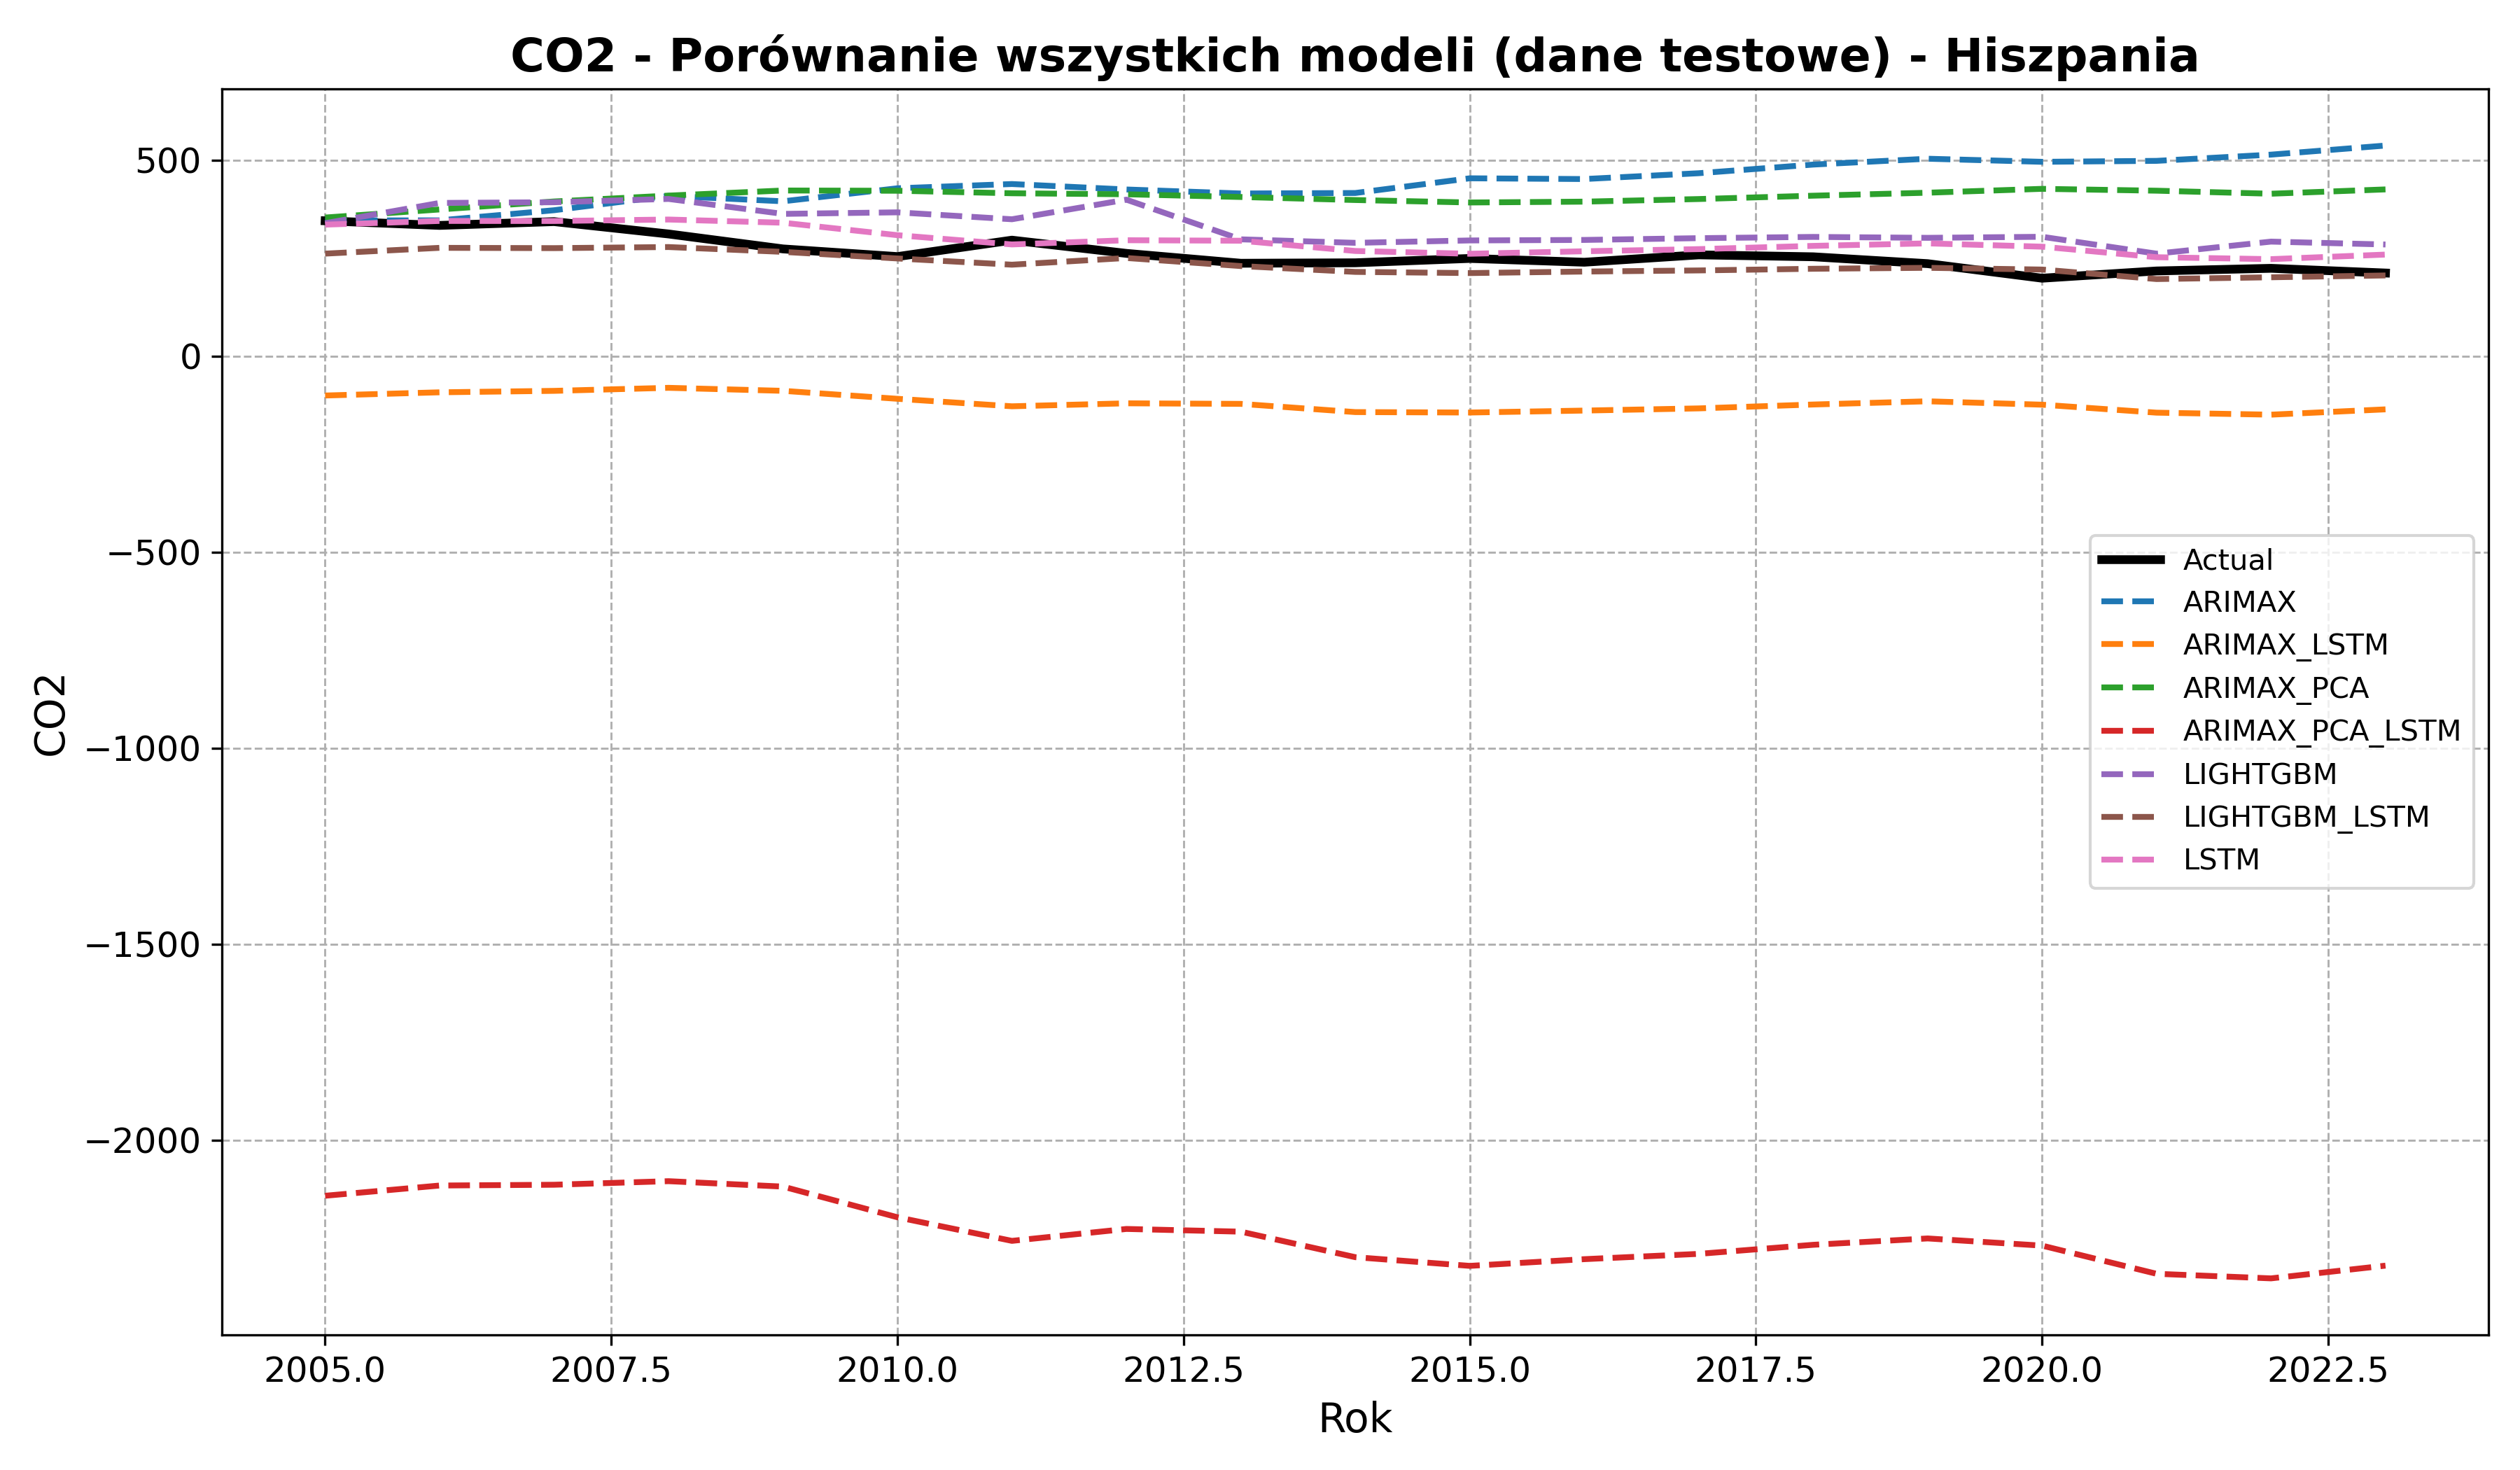 CO2 - Porównanie wszystkich modeli (dane testowe) - Hiszpania
CO2
500
0
−500
−1000
−1500
−2000
Actual
ARIMAX
ARIMAX_LSTM
ARIMAX_PCA
ARIMAX_PCA_LSTM
LIGHTGBM
LIGHTGBM_LSTM
LSTM
2005.0 2007.5 2010.0 2012.5 2015.0 2017.5 2020.0 2022.5
Rok